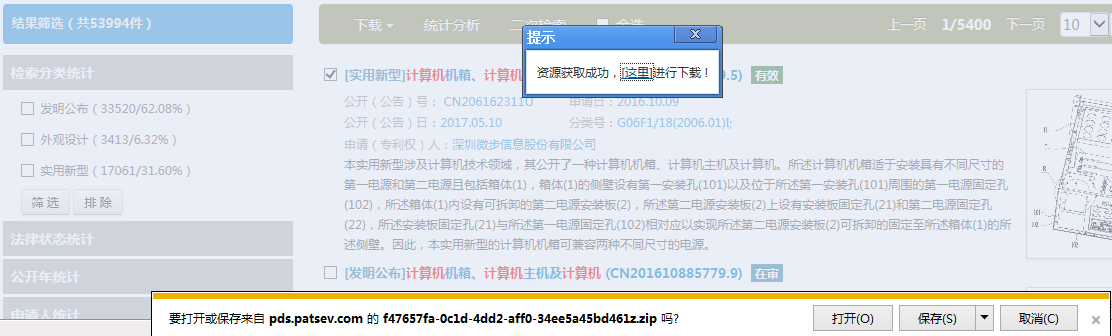 结果筛选（共53994件）
下载 统计分析 二次检索 全选 上一页 1/5400 下一页 10
提示
资源获取成功，[这里]进行下载！
检索分类统计
发明公布（33520/62.08%）
外观设计（3413/6.32%）
实用新型（17061/31.60%）
筛 选 排 除
法律状态统计
公开年统计
申请人统计
[实用新型]计算机机箱、计算机 9.5) 有效
公开（公告）号： CN206162311U 申请日：2016.10.09
公开（公告）日：2017.05.10 分类号：G06F1/18(2006.01)I;
申请（专利权）人：深圳微步信息股份有限公司
本实用新型涉及计算机技术领域，其公开了一种计算机机箱、计算机主机及计算机。所述计算机机箱适于安装具有不同尺寸的
第一电源和第二电源且包括箱体(1)，箱体(1)的侧壁设有第一安装孔(101)以及位于所述第一安装孔(101)周围的第一电源固定孔
(102)，所述箱体(1)内设有可拆卸的第二电源安装板(2)，所述第二电源安装板(2)上设有安装板固定孔(21)和第二电源固定孔
(22)，所述安装板固定孔(21)与所述第一电源固定孔(102)相对应以实现所述第二电源安装板(2)可拆卸的固定至所述箱体(1)的所
述侧壁。因此，本实用新型的计算机机箱可兼容两种不同尺寸的电源。
[发明公布]计算机机箱、计算机主机及计算机 (CN201610885779.9) 在审
要打开或保存来自 pds.patsev.com 的 f47657fa-0c1d-4dd2-aff0-34ee5a45bd461z.zip 吗?
打开(O) 保存(S) 取消(C)